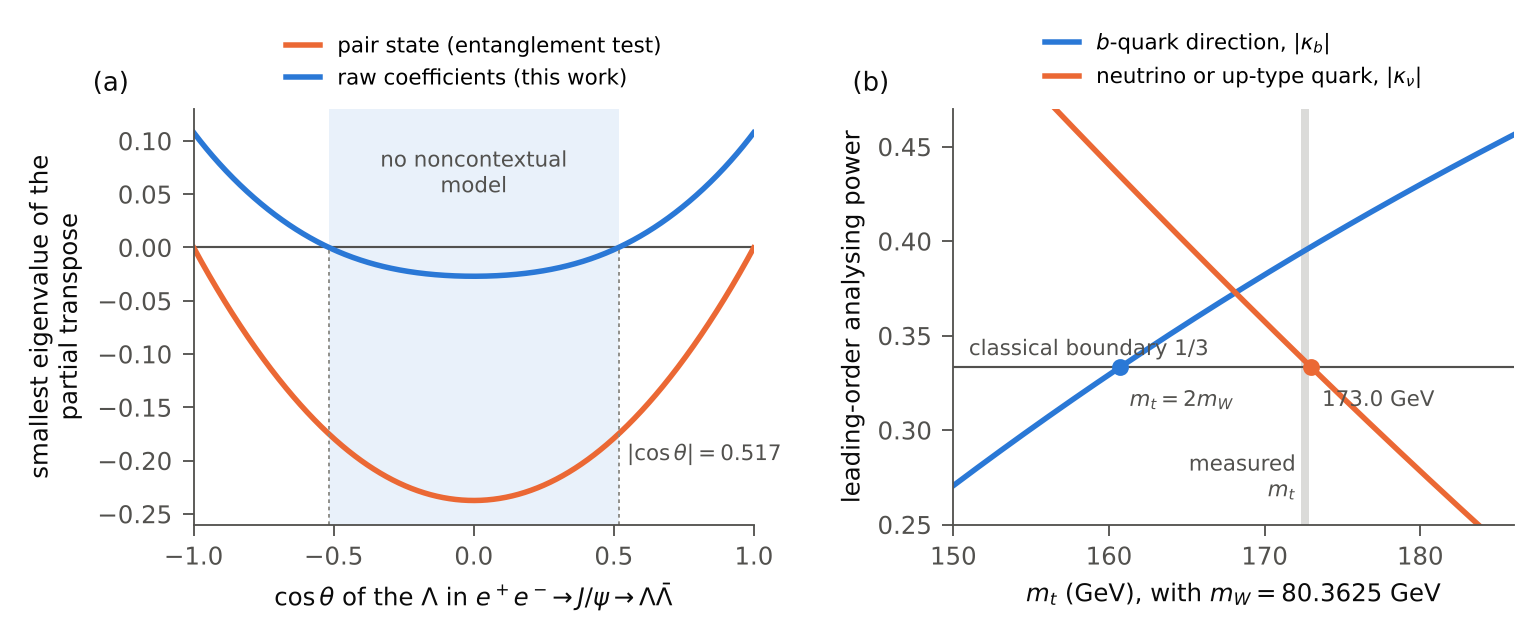 pair state (entanglement test)
raw coefficients (this work)
(a)
smallest eigenvalue of the
partial transpose
0.10
0.05
0.00
−0.05
−0.10
−0.15
−0.20
−0.25
no noncontextual
model
|cos θ| = 0.517
−1.0
−0.5
0.0
0.5
1.0
cos θ of the Λ in e⁺e⁻→J/ψ→ΛΛ̄
b-quark direction, |κ_b|
neutrino or up-type quark, |κ_ν|
(b)
leading-order analysing power
0.45
0.40
0.35
0.30
0.25
classical boundary 1/3
m_t = 2m_W
173.0 GeV
measured
m_t
150
160
170
180
m_t (GeV), with m_W = 80.3625 GeV